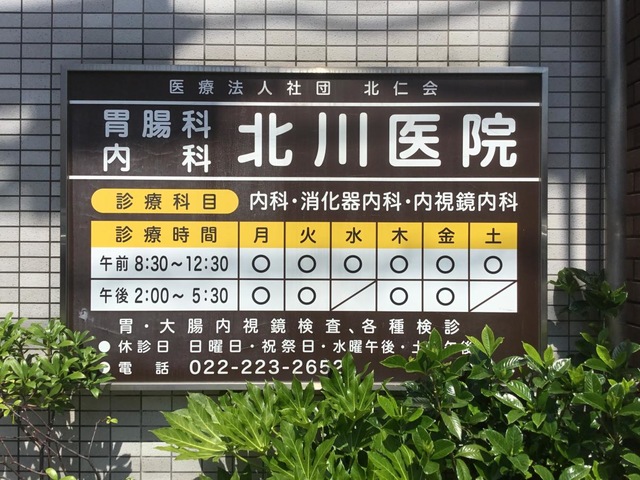 医療法人社団 北仁会
胃腸科
内科
北川医院
診療科目 内科・消化器内科・内視鏡内科
診療時間 月 火 水 木 金 土
午前 8:30～12:30 ○ ○ ○ ○ ○ ○
午後 2:00～5:30 ○ ○ ／ ○ ○ ／
胃・大腸内視鏡検査、各種検診
●休診日 日曜日・祝祭日・水曜午後・土 午後
●電話 022-223-2652